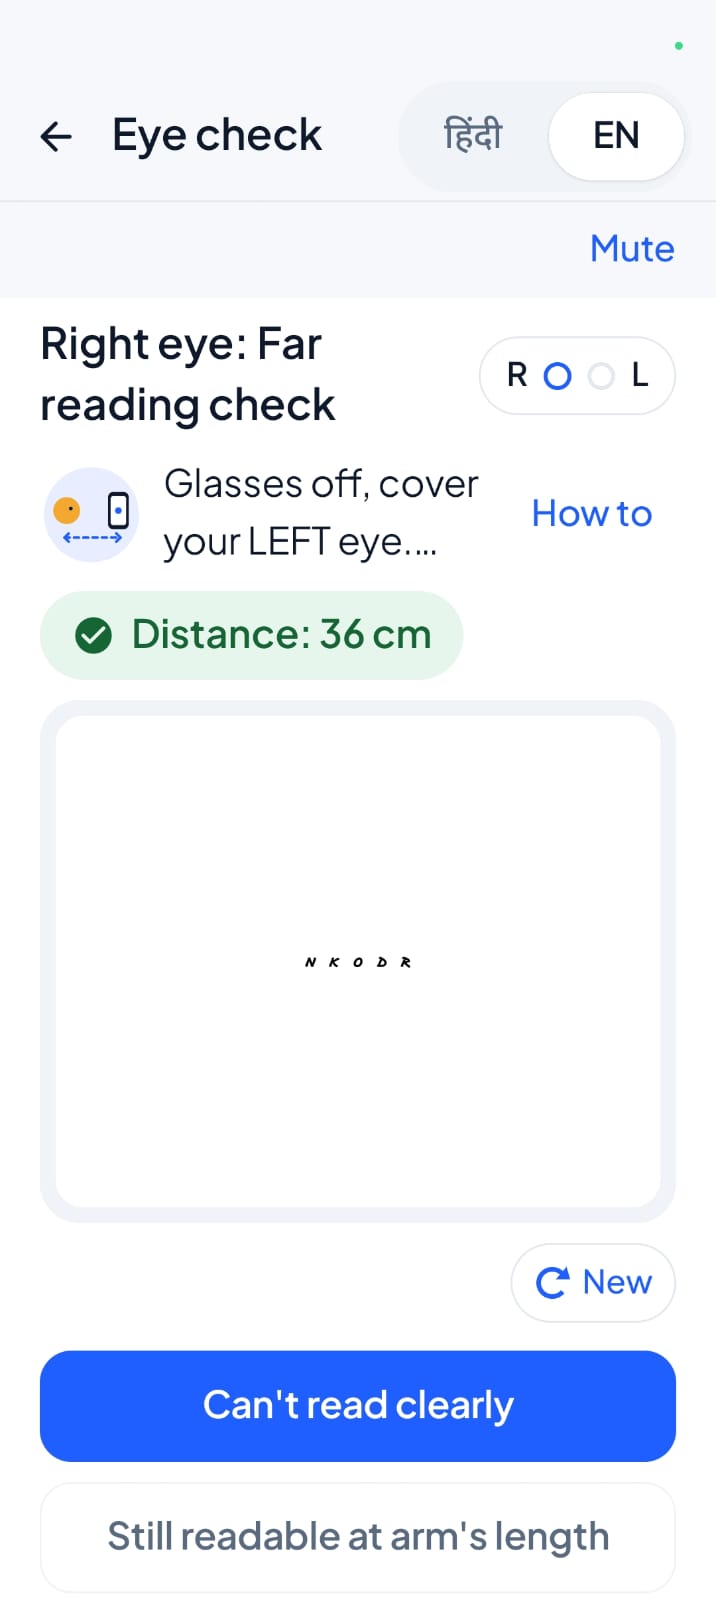 Eye check
हिंदी
EN
Mute
Right eye: Far
reading check
R
L
Glasses off, cover
your LEFT eye....
How to
Distance: 36 cm
N K O D R
New
Can't read clearly
Still readable at arm's length